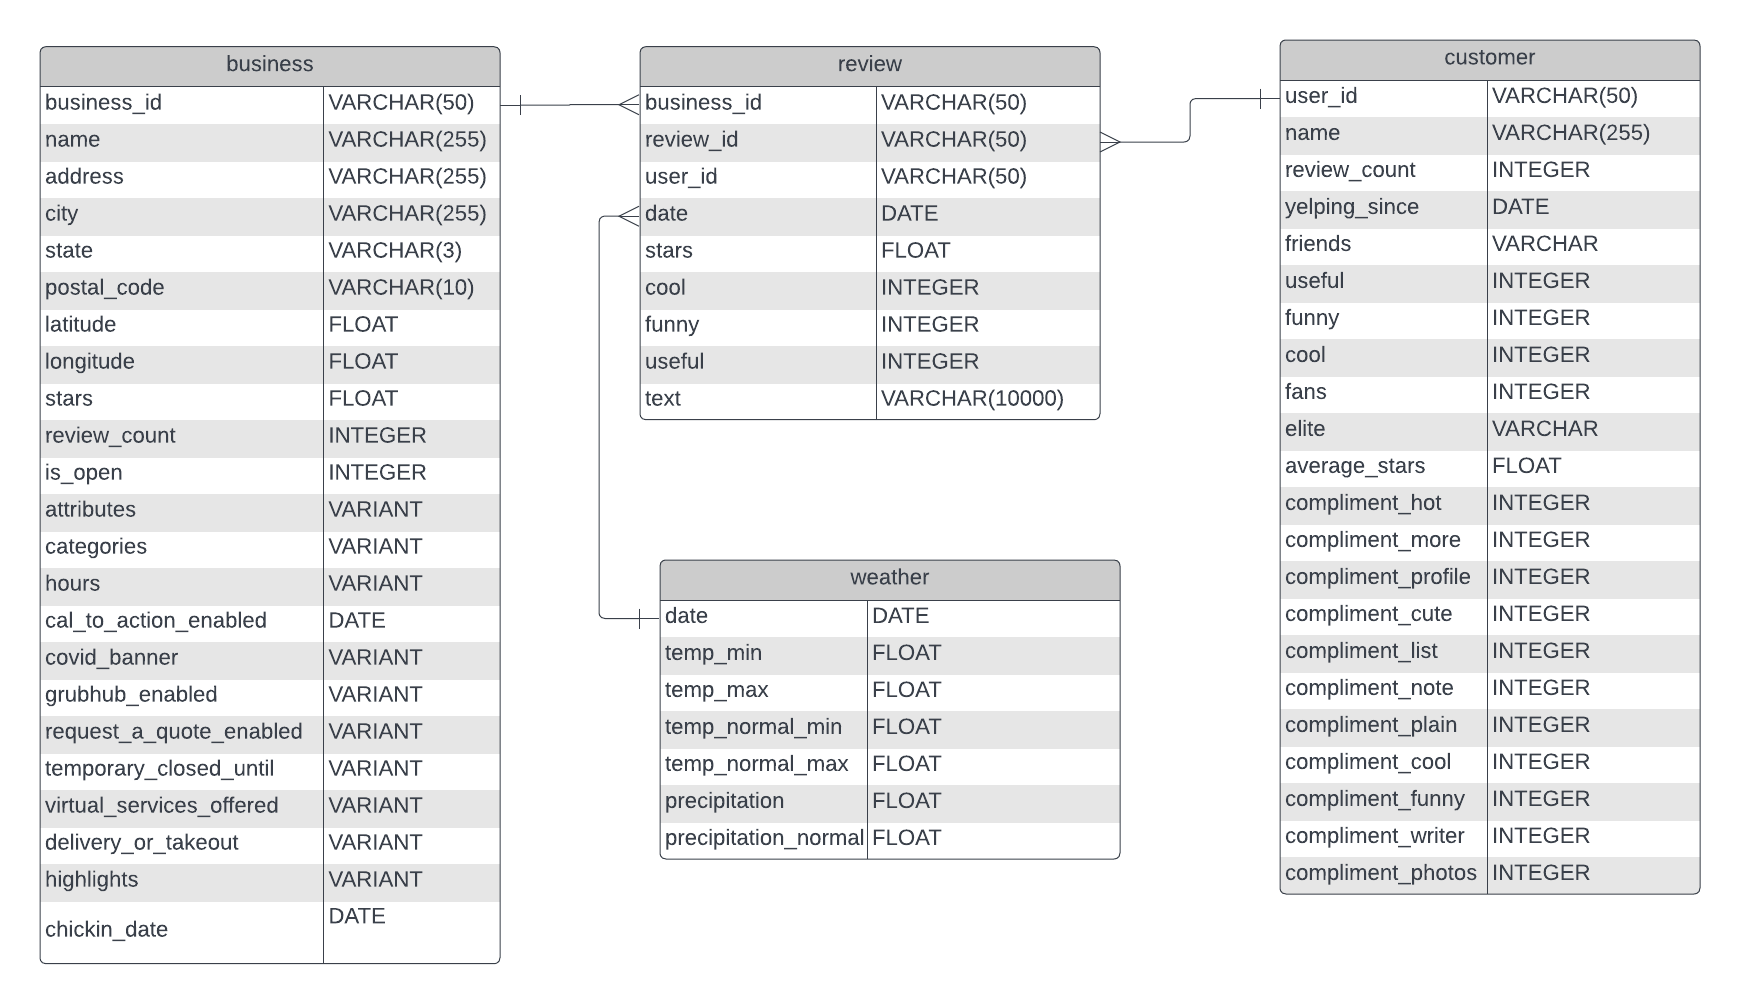 business
business_id VARCHAR(50)
name VARCHAR(255)
address VARCHAR(255)
city VARCHAR(255)
state VARCHAR(3)
postal_code VARCHAR(10)
latitude FLOAT
longitude FLOAT
stars FLOAT
review_count INTEGER
is_open INTEGER
attributes VARIANT
categories VARIANT
hours VARIANT
cal_to_action_enabled DATE
covid_banner VARIANT
grubhub_enabled VARIANT
request_a_quote_enabled VARIANT
temporary_closed_until VARIANT
virtual_services_offered VARIANT
delivery_or_takeout VARIANT
highlights VARIANT
chickin_date DATE
review
business_id VARCHAR(50)
review_id VARCHAR(50)
user_id VARCHAR(50)
date DATE
stars FLOAT
cool INTEGER
funny INTEGER
useful INTEGER
text VARCHAR(10000)
weather
date DATE
temp_min FLOAT
temp_max FLOAT
temp_normal_min FLOAT
temp_normal_max FLOAT
precipitation FLOAT
precipitation_normal FLOAT
customer
user_id VARCHAR(50)
name VARCHAR(255)
review_count INTEGER
yelping_since DATE
friends VARCHAR
useful INTEGER
funny INTEGER
cool INTEGER
fans INTEGER
elite VARCHAR
average_stars FLOAT
compliment_hot INTEGER
compliment_more INTEGER
compliment_profile INTEGER
compliment_cute INTEGER
compliment_list INTEGER
compliment_note INTEGER
compliment_plain INTEGER
compliment_cool INTEGER
compliment_funny INTEGER
compliment_writer INTEGER
compliment_photos INTEGER